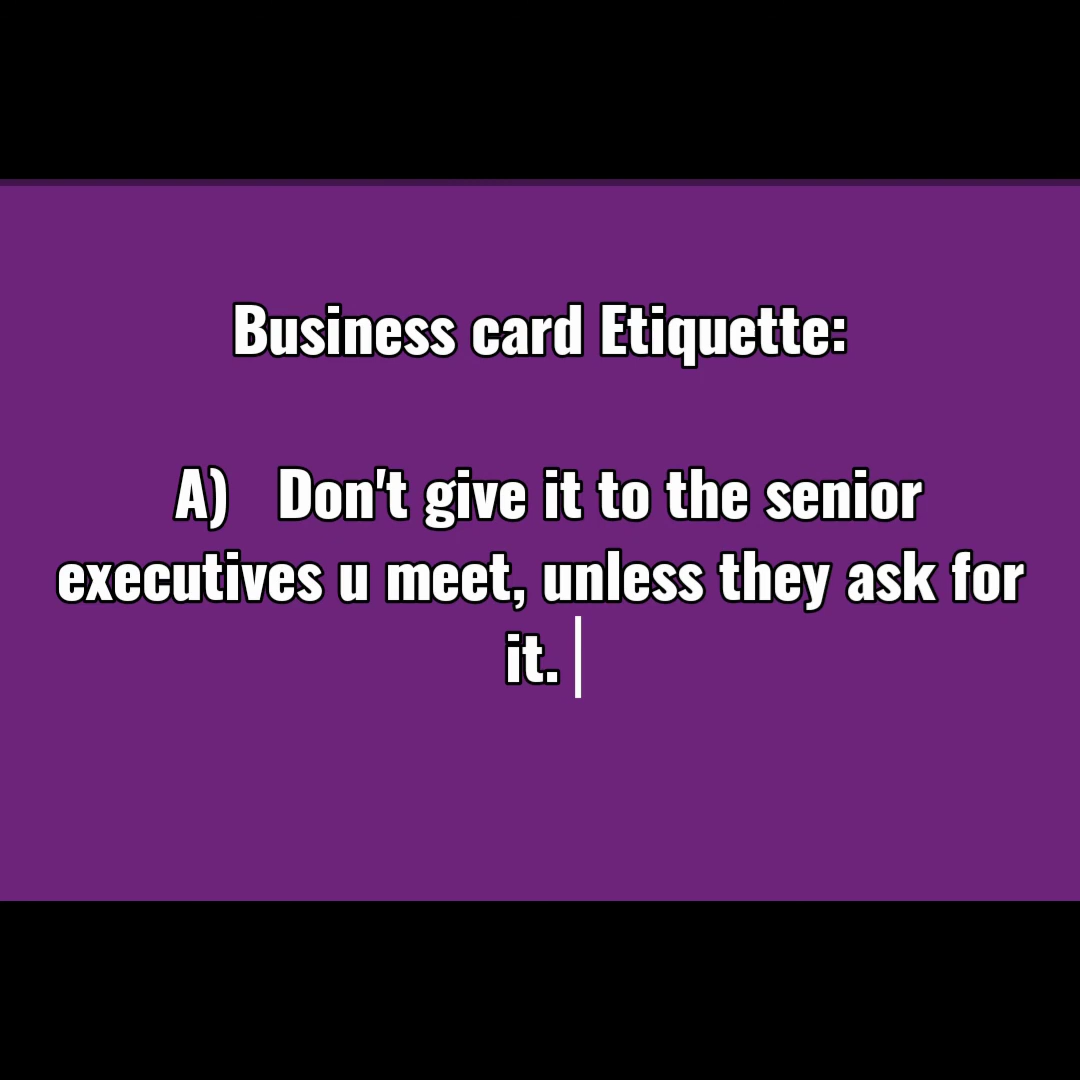 Business card Etiquette:
A) Don't give it to the senior
executives u meet, unless they ask for
it.